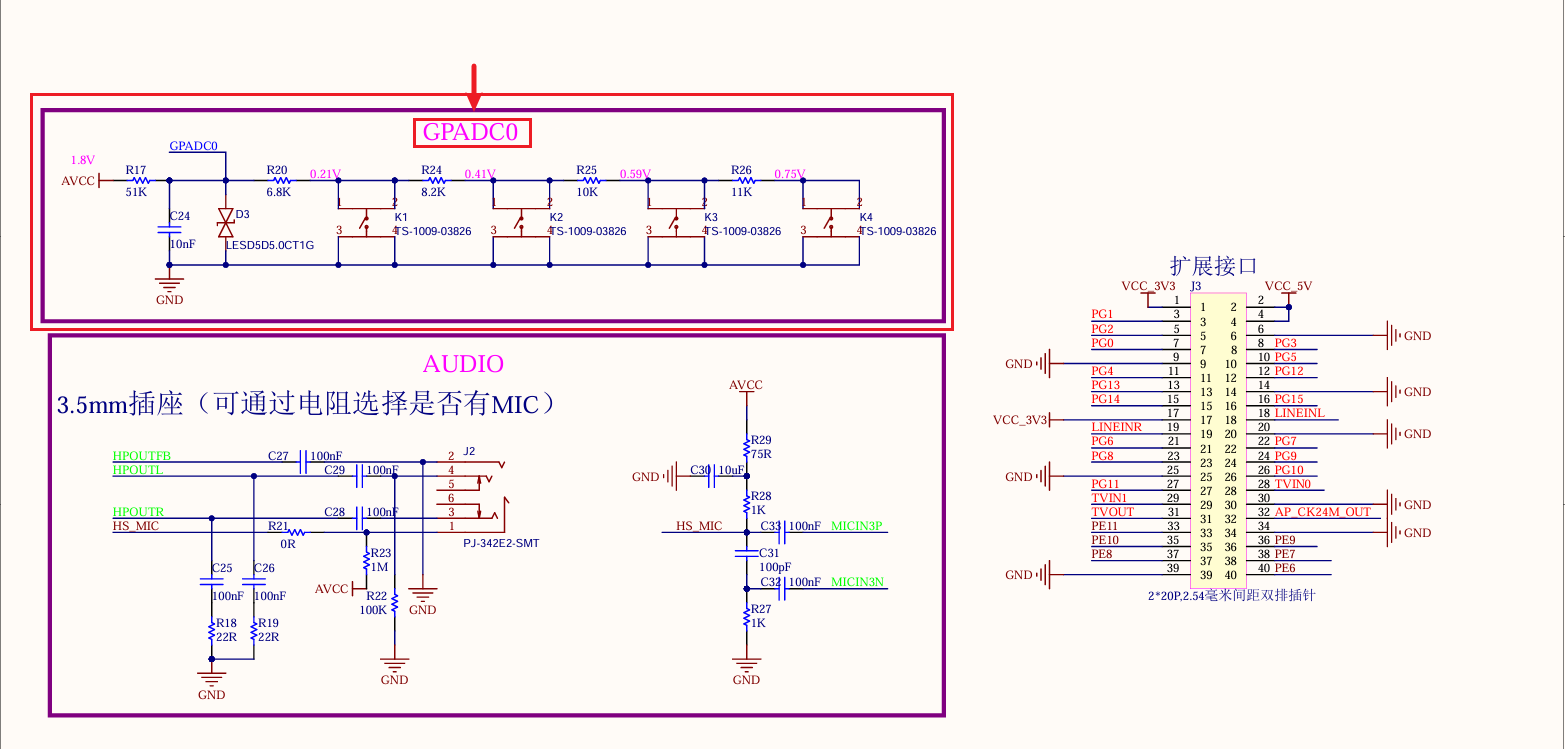 GPADC0
GPADC0
1.8V
AVCC
R17
51K
C24
10nF
D3
LESD5D5.0CT1G
GND
R20
6.8K
0.21V
R24
8.2K
0.41V
R25
10K
0.59V
R26
11K
0.75V
1 2
3 4
K1
TS-1009-03826
1 2
3 4
K2
TS-1009-03826
1 2
3 4
K3
TS-1009-03826
1 2
3 4
K4
TS-1009-03826
AUDIO
3.5mm插座（可通过电阻选择是否有MIC）
HPOUTFB
HPOUTL
HPOUTR
HS_MIC
C27 100nF
C29 100nF
C28 100nF
R21
0R
J2
2
4
5
6
3
1
PJ-342E2-SMT
R23
1M
AVCC
R22
100K
GND
GND
C25
100nF
C26
100nF
R18
22R
R19
22R
GND
AVCC
R29
75R
GND
C30 10uF
R28
1K
HS_MIC
C33 100nF MICIN3P
C31
100pF
C32 100nF MICIN3N
R27
1K
GND
扩展接口
VCC_3V3 J3 VCC_5V
1 1 2 2
PG1 3 3 4 4
PG2 5 5 6 6 GND
PG0 7 7 8 8 PG3
GND 9 9 10 10 PG5
PG4 11 11 12 12 PG12
PG13 13 13 14 14 GND
PG14 15 15 16 16 PG15
VCC_3V3 17 17 18 18 LINEINL
LINEINR 19 19 20 20 GND
PG6 21 21 22 22 PG7
PG8 23 23 24 24 PG9
GND 25 25 26 26 PG10
PG11 27 27 28 28 TVIN0
TVIN1 29 29 30 30 GND
TVOUT 31 31 32 32 AP_CK24M_OUT
PE11 33 33 34 34 GND
PE10 35 35 36 36 PE9
PE8 37 37 38 38 PE7
GND 39 39 40 40 PE6
2*20P,2.54毫米间距双排插针